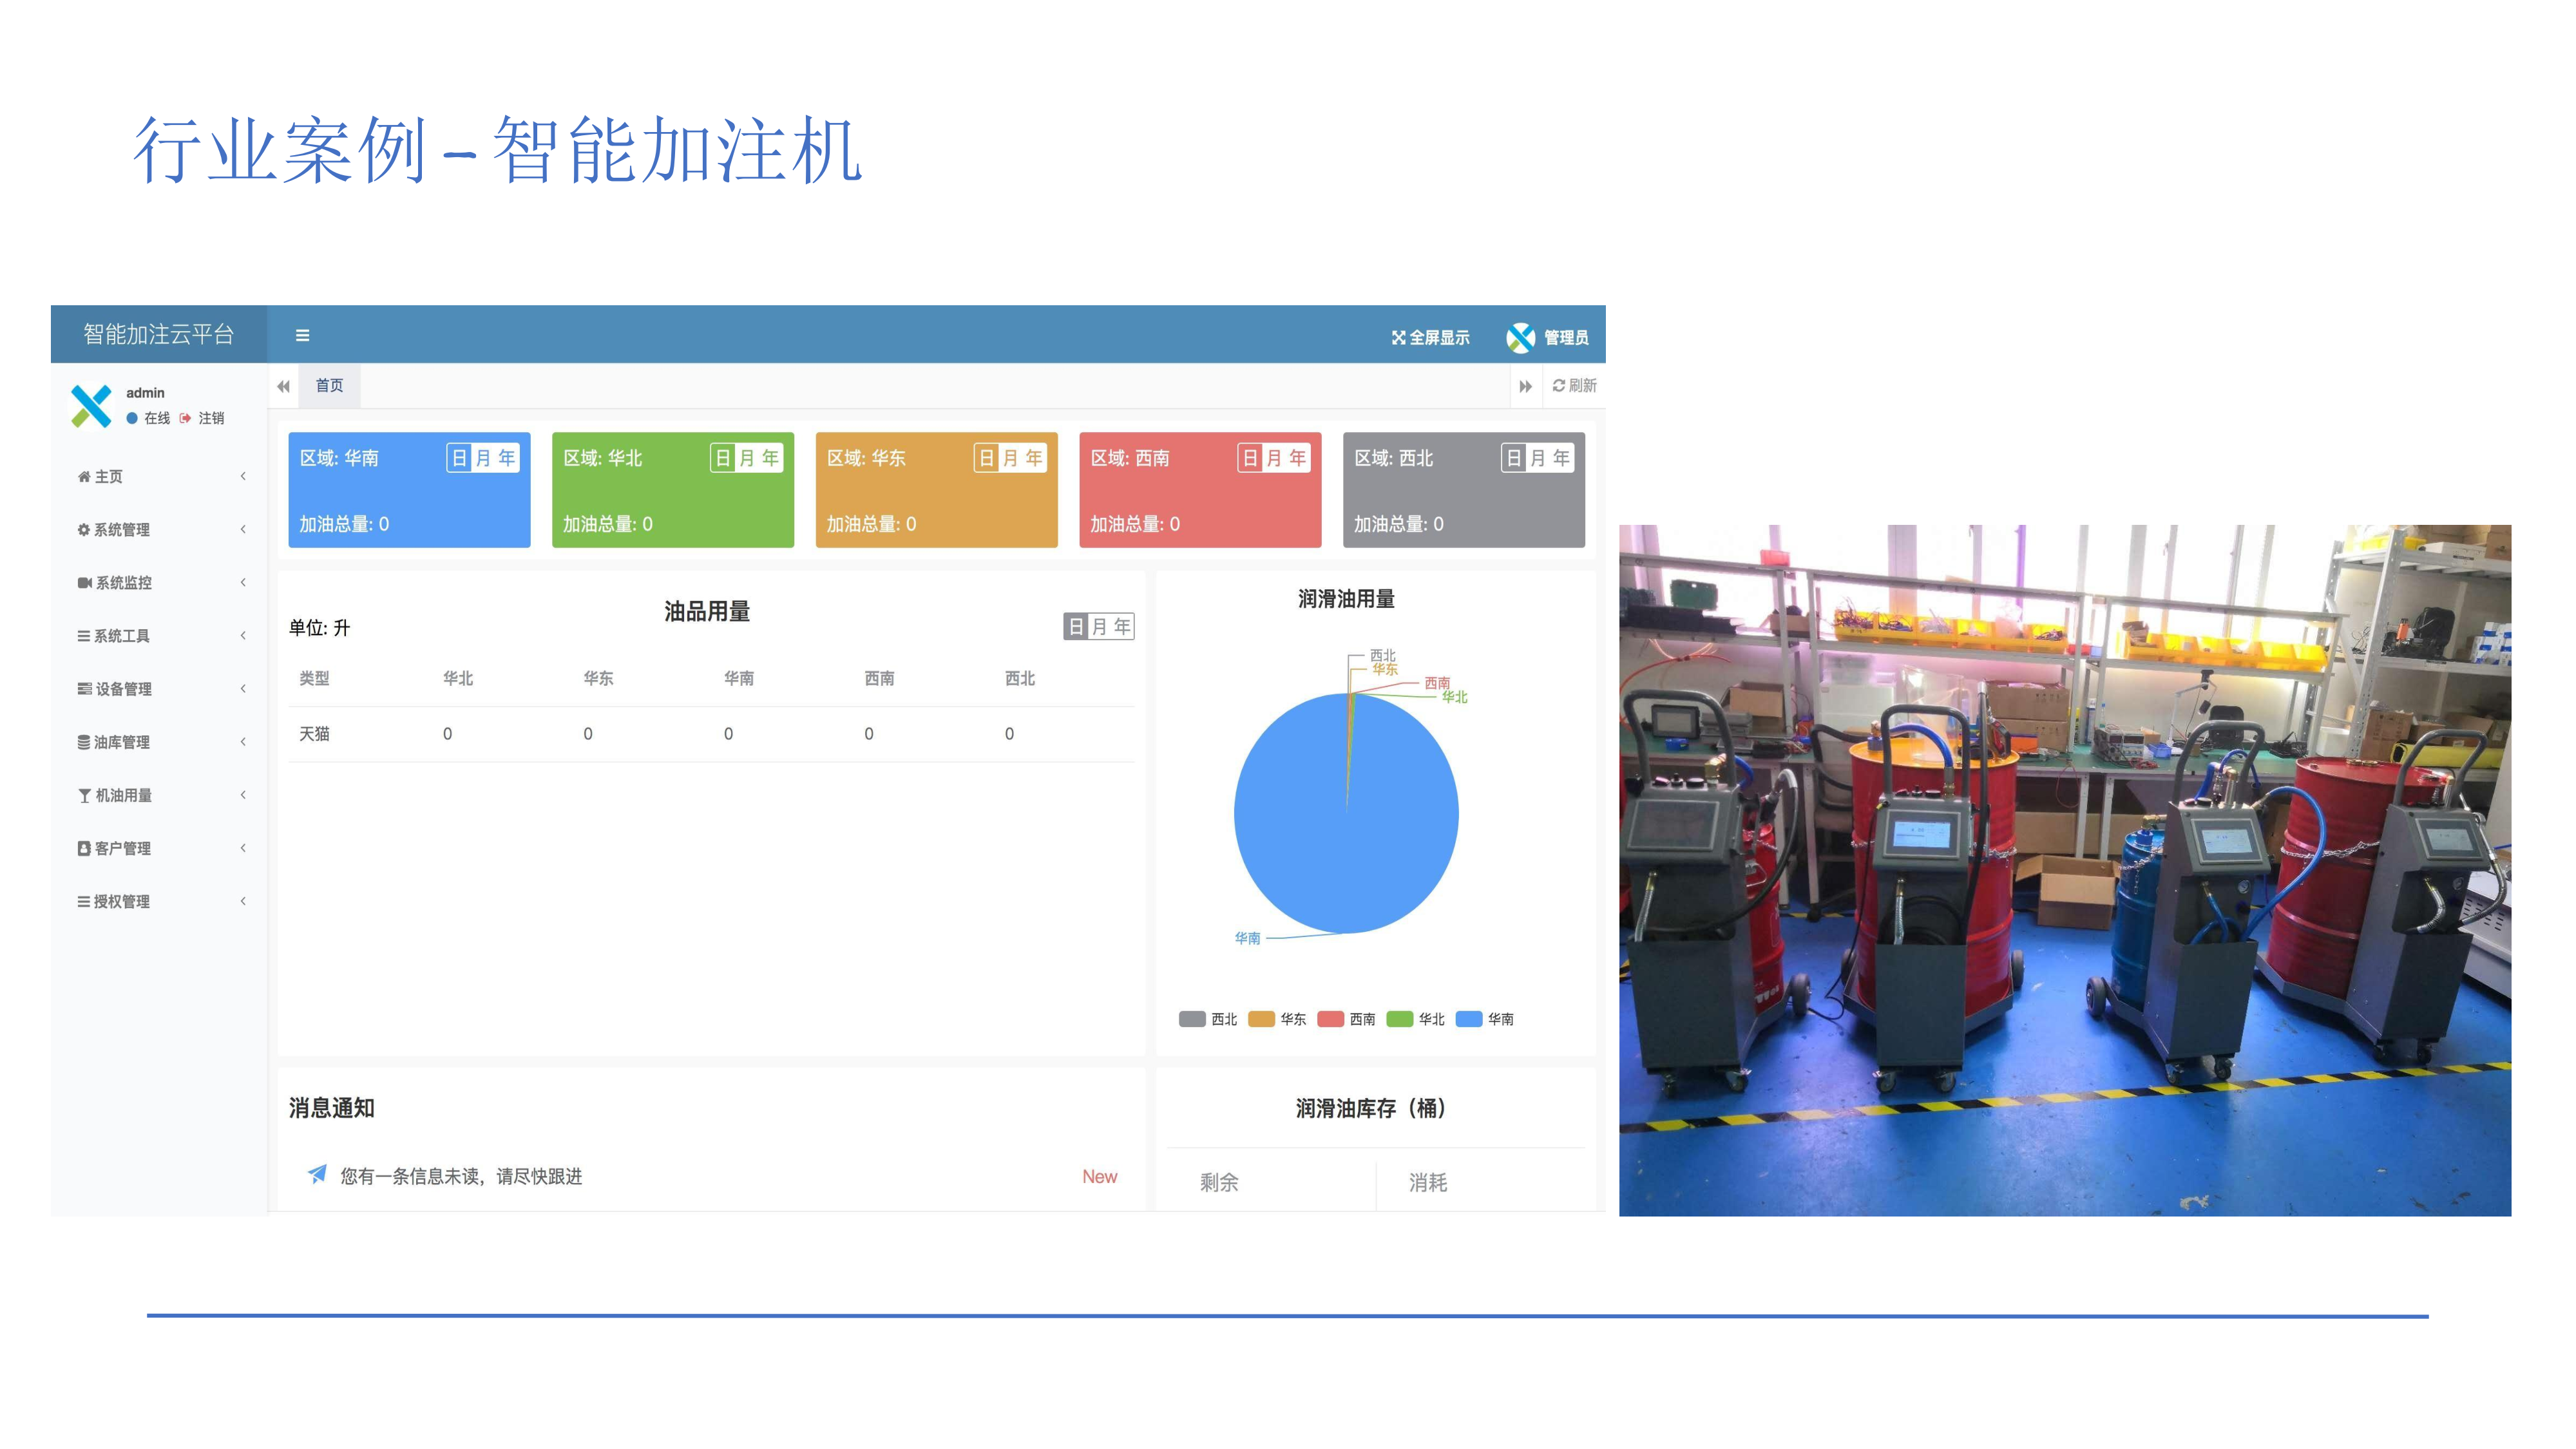 行业案例–智能加注机
智能加注云平台
全屏显示 管理员
admin
在线 注销
首页
刷新
主页
系统管理
系统监控
系统工具
设备管理
油库管理
机油用量
客户管理
授权管理
区域: 华南 日 月 年
加油总量: 0
区域: 华北 日 月 年
加油总量: 0
区域: 华东 日 月 年
加油总量: 0
区域: 西南 日 月 年
加油总量: 0
区域: 西北 日 月 年
加油总量: 0
油品用量
单位: 升 日 月 年
类型 华北 华东 华南 西南 西北
天猫 0 0 0 0 0
润滑油用量
西北
华东
西南
华北
华南
西北 华东 西南 华北 华南
消息通知
您有一条信息未读，请尽快跟进 New
润滑油库存（桶）
剩余 消耗